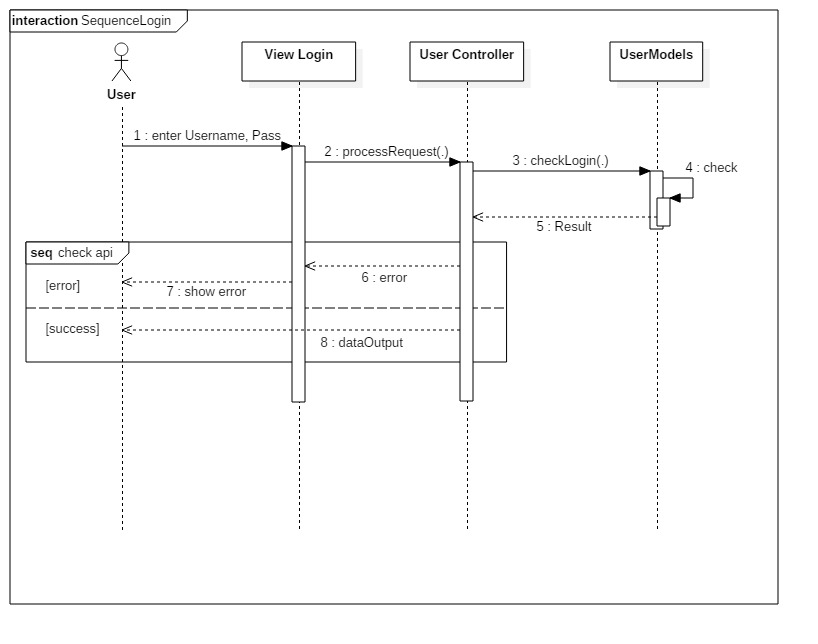 interaction SequenceLogin
View Login
User Controller
UserModels
User
1 : enter Username, Pass
2 : processRequest(.)
3 : checkLogin(.)
4 : check
5 : Result
seq check api
6 : error
[error]
7 : show error
[success]
8 : dataOutput